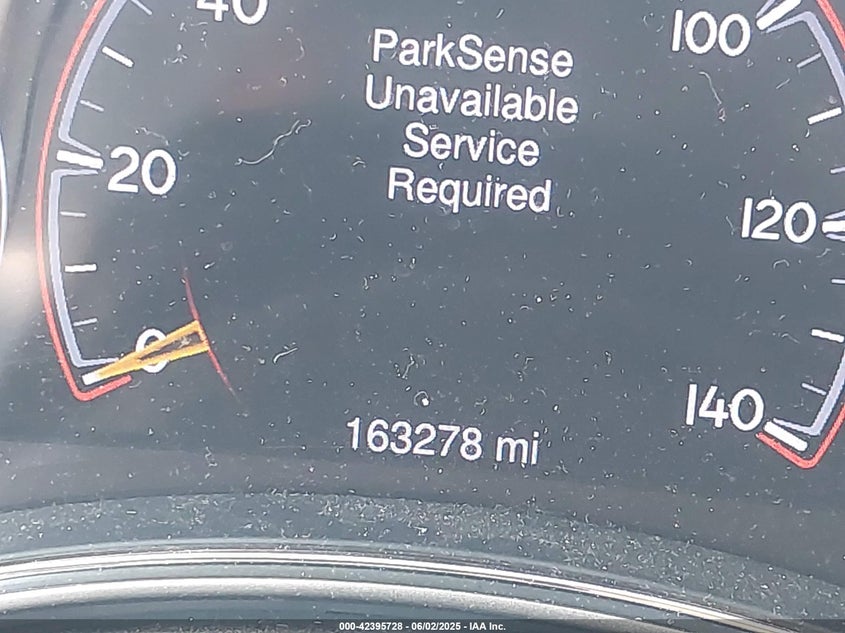 40
100
ParkSense
Unavailable
Service
Required
20
120
0
140
163278 mi
000-42395728 - 06/02/2025 - IAA Inc.